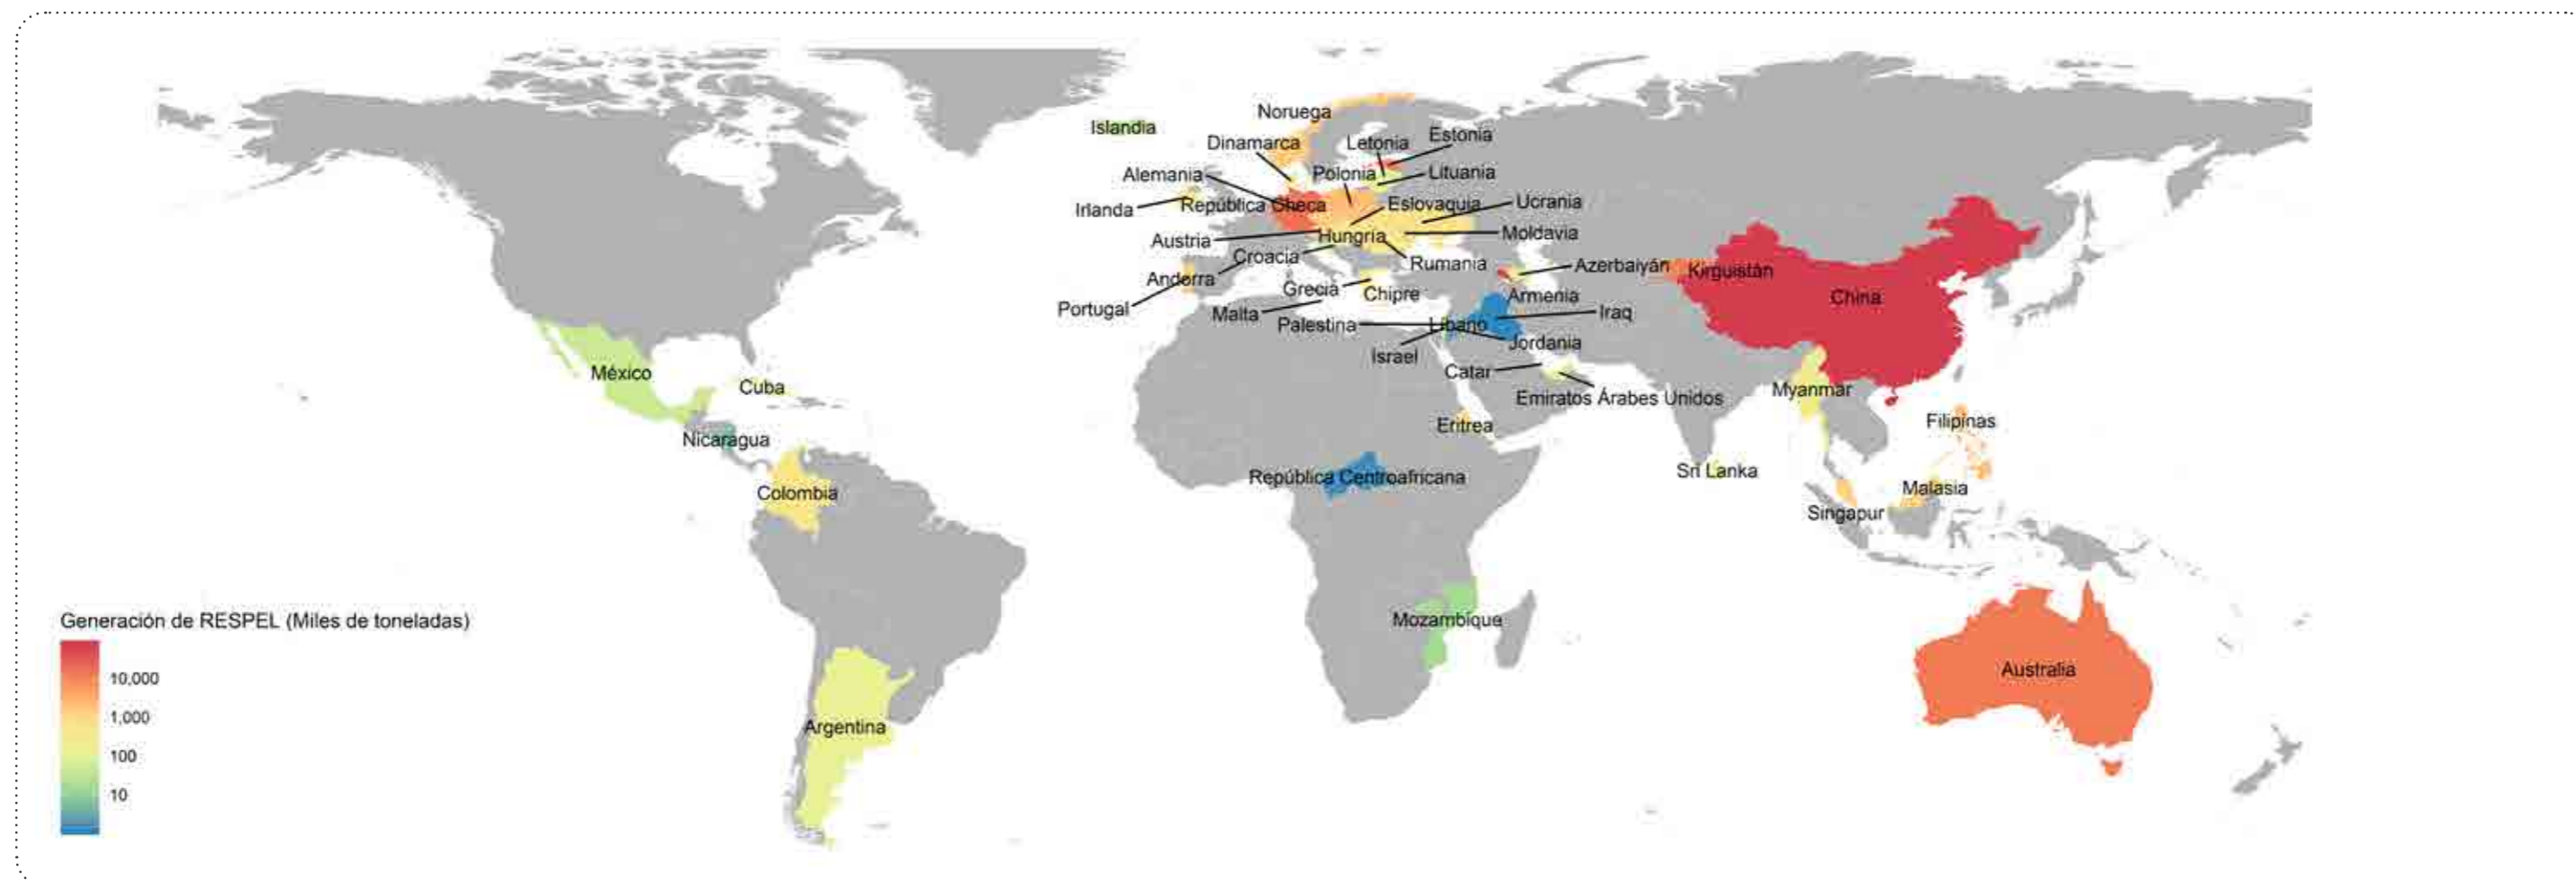 Noruega
Islandia
Estonia
Dinamarca
Letonia
Alemania
Polonia
Lituania
Irlanda
República Checa
Eslovaquia
Ucrania
Austria
Hungría
Moldavia
Croacia
Rumania
Azerbaiyán
Kirguistán
Andorra
Grecia
Chipre
Armenia
China
Portugal
Malta
Palestina
Líbano
Iraq
Israel
Jordania
México
Cuba
Catar
Emiratos Árabes Unidos
Myanmar
Nicaragua
Eritrea
Filipinas
República Centroafricana
Sri Lanka
Colombia
Malasia
Singapur
Mozambique
Generación de RESPEL (Miles de toneladas)
10,000
1,000
100
10
Australia
Argentina